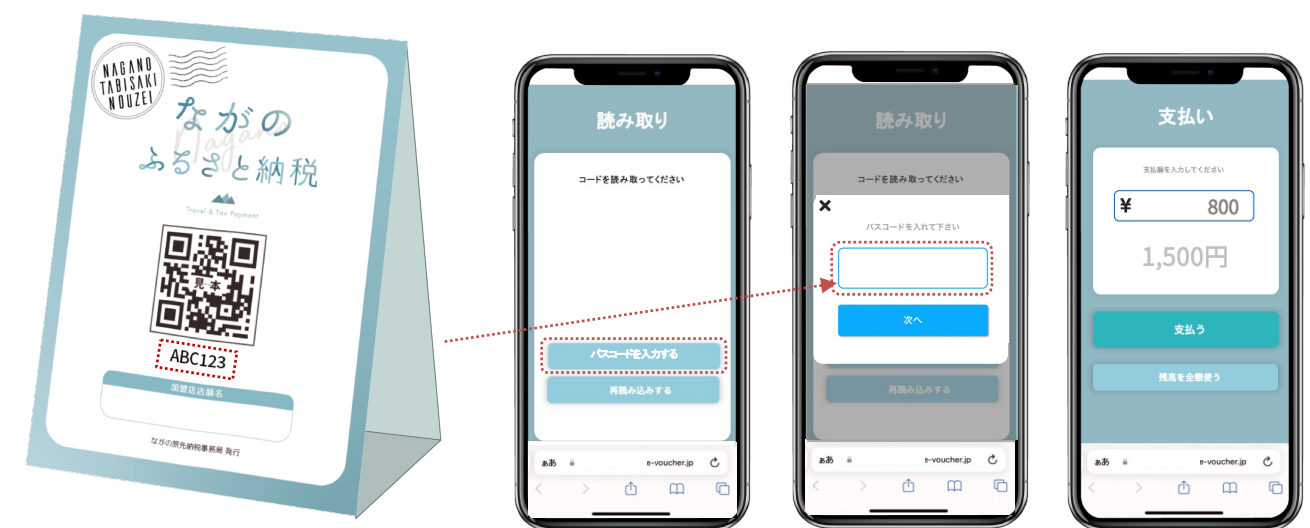 NAGANO
TABISAKI
NOUZEI
ながの
Nagano
ふるさと納税
Travel & Tax Payment
見本
ABC123
加盟店店舗名
ながの旅先納税事務局 発行
読み取り
コードを読み取ってください
パスコードを入力する
再読み込みする
ああ
e-voucher.jp
読み取り
コードを読み取ってください
×
パスコードを入れて下さい
次へ
再読み込みする
ああ
e-voucher.jp
支払い
支払額を入力してください
¥ 800
1,500円
支払う
残高を全額使う
ああ
e-voucher.jp